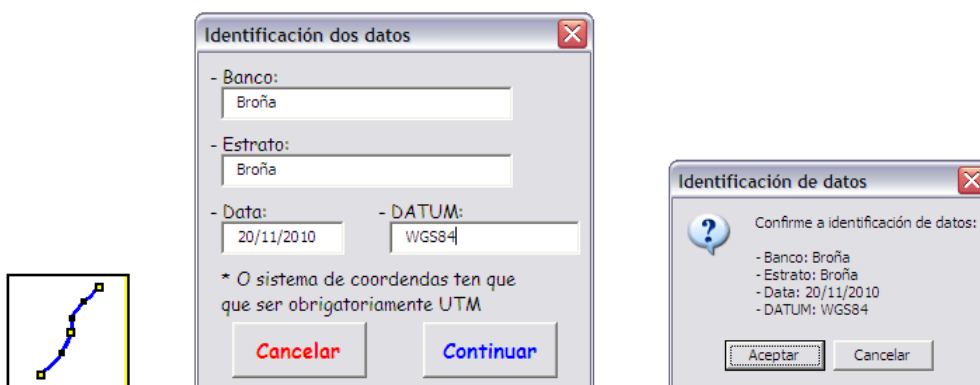 Identificación dos datos
- Banco:
Broña
- Estrato:
Broña
- Data: - DATUM:
20/11/2010 WGS84
* O sistema de coordendas ten que
que ser obrigatoriamente UTM
Cancelar Continuar
Identificación de datos
Confirme a identificación de datos:
- Banco: Broña
- Estrato: Broña
- Data: 20/11/2010
- DATUM: WGS84
Aceptar Cancelar